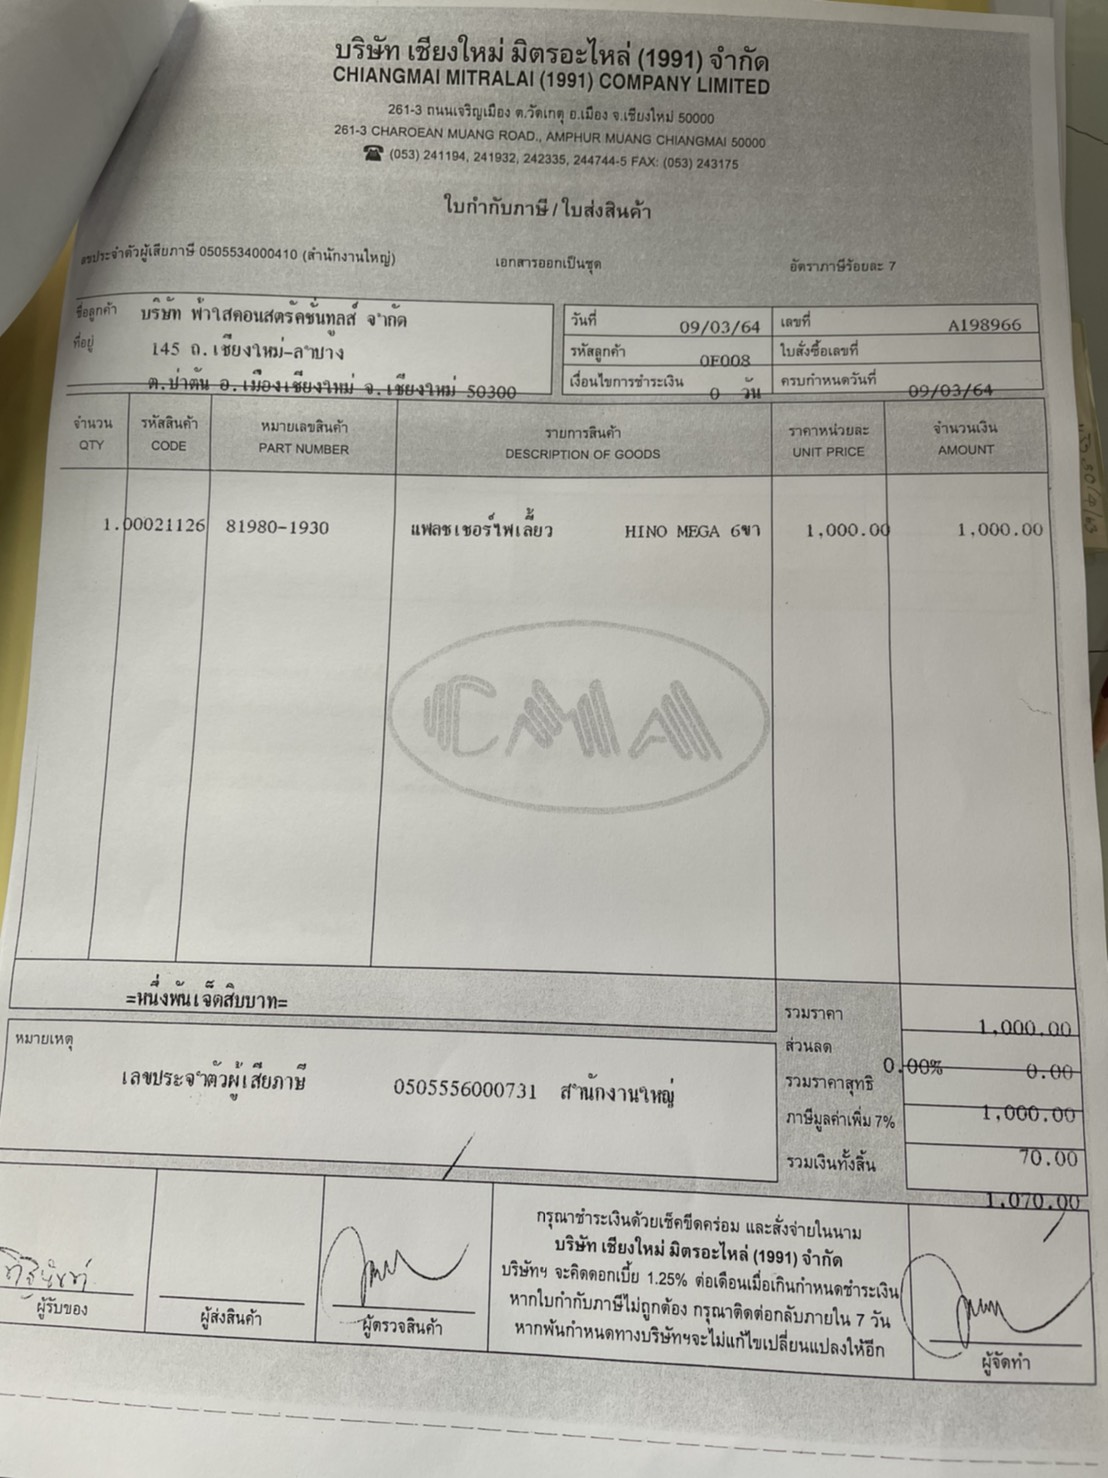 บริษัท เชียงใหม่ มิตรอะไหล่ (1991) จำกัด
CHIANGMAI MITRALAI (1991) COMPANY LIMITED
261-3 ถนนเจริญเมือง ต.วัดเกตุ อ.เมือง จ.เชียงใหม่ 50000
261-3 CHAROEAN MUANG ROAD., AMPHUR MUANG CHIANGMAI 50000
☎ (053) 241194, 241932, 242335, 244744-5 FAX: (053) 243175
ใบกำกับภาษี / ใบส่งสินค้า
เลขประจำตัวผู้เสียภาษี 0505534000410 (สำนักงานใหญ่) เอกสารออกเป็นชุด อัตราภาษีร้อยละ 7
ชื่อลูกค้า บริษัท ฟ้าใสคอนสตรัคชั่นทูลส์ จำกัด
ที่อยู่ 145 ถ.เชียงใหม่-ลำปาง
ต.ป่าตัน อ.เมืองเชียงใหม่ จ.เชียงใหม่ 50300
วันที่ 09/03/64 เลขที่ A198966
รหัสลูกค้า 0F008 ใบสั่งซื้อเลขที่
เงื่อนไขการชำระเงิน 0 วัน ครบกำหนดวันที่ 09/03/64
จำนวน รหัสสินค้า หมายเลขสินค้า รายการสินค้า ราคาหน่วยละ จำนวนเงิน
QTY CODE PART NUMBER DESCRIPTION OF GOODS UNIT PRICE AMOUNT
1.00021126 81980-1930 แฟลชเชอร์ไฟเลี้ยว HINO MEGA 6ขา 1,000.00 1,000.00
CMA
=หนึ่งพันเจ็ดสิบบาท=
รวมราคา 1,000.00
ส่วนลด 0.00% 0.00
รวมราคาสุทธิ 1,000.00
ภาษีมูลค่าเพิ่ม 7% 70.00
รวมเงินทั้งสิ้น 1,070.00
หมายเหตุ
เลขประจำตัวผู้เสียภาษี 0505556000731 สำนักงานใหญ่
กรุณาชำระเงินด้วยเช็คขีดคร่อม และสั่งจ่ายในนาม
บริษัท เชียงใหม่ มิตรอะไหล่ (1991) จำกัด
บริษัทฯ จะคิดดอกเบี้ย 1.25% ต่อเดือนเมื่อเกินกำหนดชำระเงิน
หากใบกำกับภาษีไม่ถูกต้อง กรุณาติดต่อกลับภายใน 7 วัน
หากพ้นกำหนดทางบริษัทฯจะไม่แก้ไขเปลี่ยนแปลงให้อีก
ผู้รับของ ผู้ส่งสินค้า ผู้ตรวจสินค้า ผู้จัดทำ